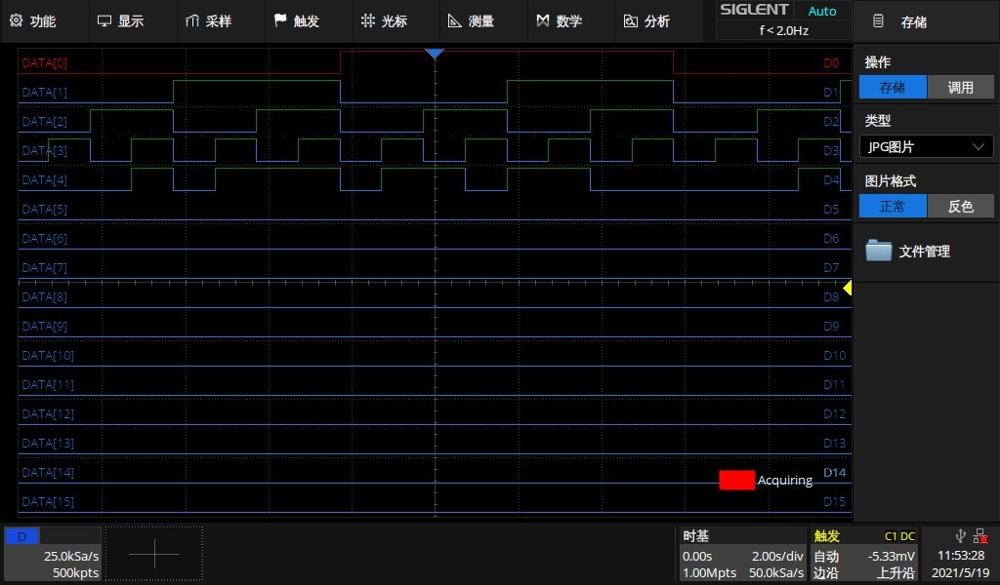 功能 显示 采样 触发 光标 测量 数学 分析
SIGLENT Auto
f < 2.0Hz
存储
操作
存储 调用
类型
JPG图片
图片格式
正常 反色
文件管理
DATA[0] D0
DATA[1] D1
DATA[2] D2
DATA[3] D3
DATA[4] D4
DATA[5] D5
DATA[6] D6
DATA[7] D7
DATA[8] D8
DATA[9] D9
DATA[10] D10
DATA[11] D11
DATA[12] D12
DATA[13] D13
DATA[14] D14
Acquiring
DATA[15] D15
D
25.0kSa/s
500kpts
时基
0.00s 2.00s/div
1.00Mpts 50.0kSa/s
触发 C1 DC
自动 -5.33mV
边沿 上升沿
11:53:28
2021/5/19